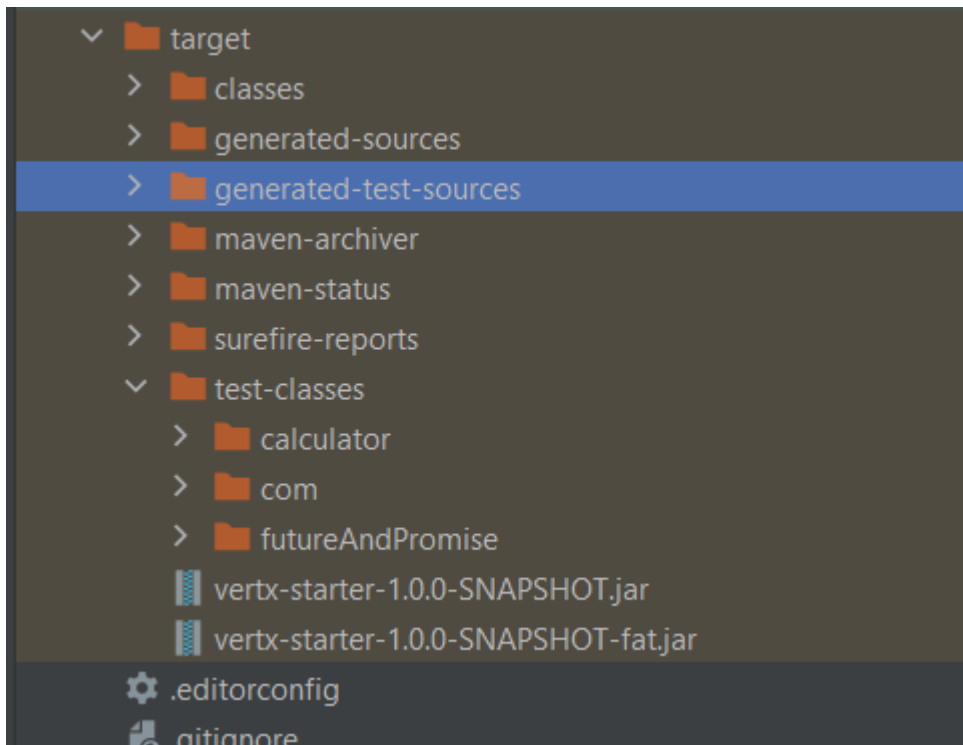 target
classes
generated-sources
generated-test-sources
maven-archiver
maven-status
surefire-reports
test-classes
calculator
com
futureAndPromise
vertx-starter-1.0.0-SNAPSHOT.jar
vertx-starter-1.0.0-SNAPSHOT-fat.jar
.editorconfig
.gitignore